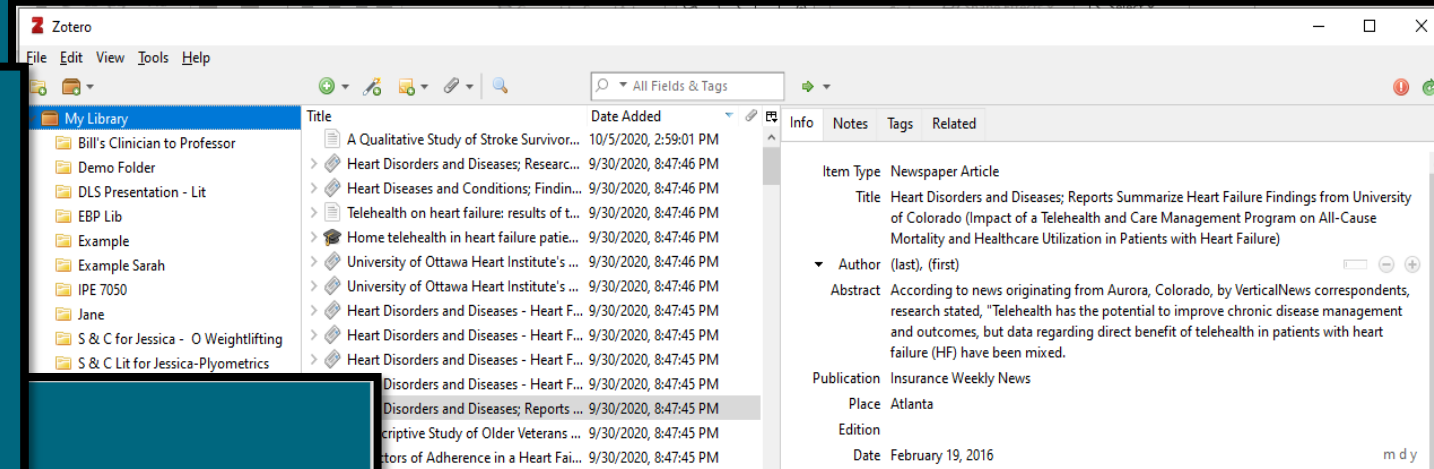 Zotero
File Edit View Tools Help
All Fields & Tags
My Library
Bill's Clinician to Professor
Demo Folder
DLS Presentation - Lit
EBP Lib
Example
Example Sarah
IPE 7050
Jane
S & C for Jessica - O Weightlifting
S & C Lit for Jessica-Plyometrics
Title Date Added
A Qualitative Study of Stroke Survivor... 10/5/2020, 2:59:01 PM
Heart Disorders and Diseases; Researc... 9/30/2020, 8:47:46 PM
Heart Diseases and Conditions; Findin... 9/30/2020, 8:47:46 PM
Telehealth on heart failure: results of t... 9/30/2020, 8:47:46 PM
Home telehealth in heart failure patie... 9/30/2020, 8:47:46 PM
University of Ottawa Heart Institute's ... 9/30/2020, 8:47:46 PM
University of Ottawa Heart Institute's ... 9/30/2020, 8:47:46 PM
Heart Disorders and Diseases - Heart F... 9/30/2020, 8:47:45 PM
Heart Disorders and Diseases - Heart F... 9/30/2020, 8:47:45 PM
Heart Disorders and Diseases - Heart F... 9/30/2020, 8:47:45 PM
Disorders and Diseases - Heart F... 9/30/2020, 8:47:45 PM
Disorders and Diseases; Reports ... 9/30/2020, 8:47:45 PM
criptive Study of Older Veterans ... 9/30/2020, 8:47:45 PM
tors of Adherence in a Heart Fai... 9/30/2020, 8:47:45 PM
Info Notes Tags Related
Item Type Newspaper Article
Title Heart Disorders and Diseases; Reports Summarize Heart Failure Findings from University
of Colorado (Impact of a Telehealth and Care Management Program on All-Cause
Mortality and Healthcare Utilization in Patients with Heart Failure)
Author (last), (first)
Abstract According to news originating from Aurora, Colorado, by VerticalNews correspondents,
research stated, "Telehealth has the potential to improve chronic disease management
and outcomes, but data regarding direct benefit of telehealth in patients with heart
failure (HF) have been mixed.
Publication Insurance Weekly News
Place Atlanta
Edition
Date February 19, 2016 m d y